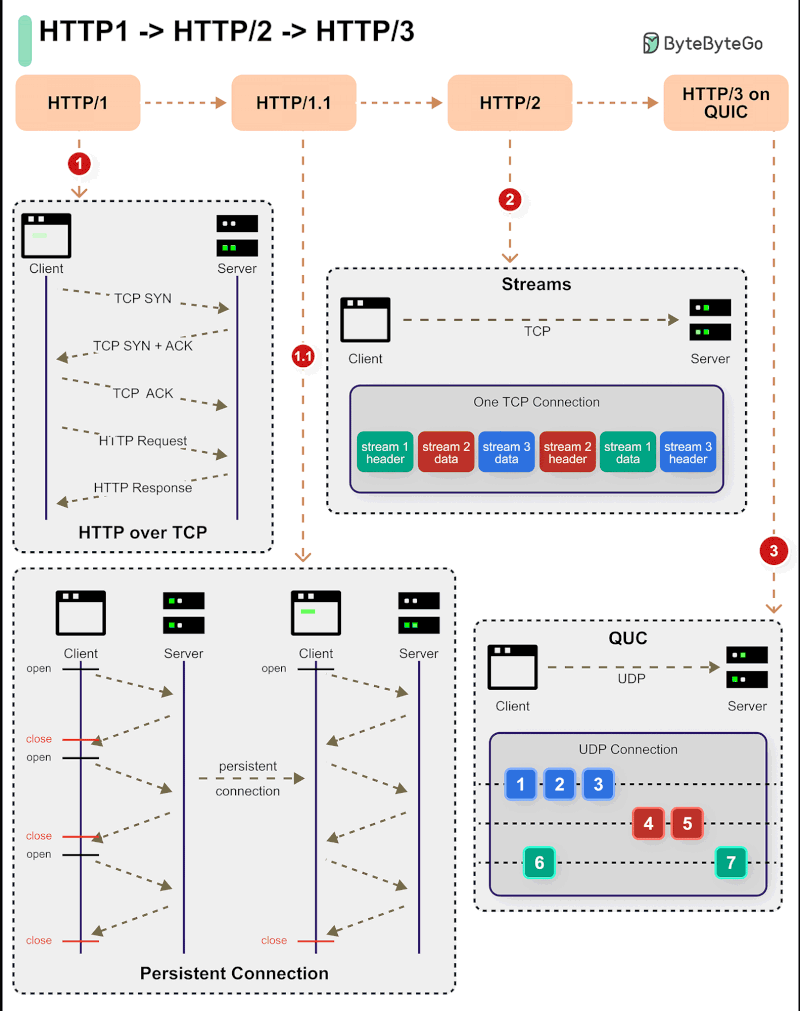 HTTP1 -> HTTP/2 -> HTTP/3
ByteByteGo
HTTP/1
HTTP/1.1
HTTP/2
HTTP/3 on
QUIC
1
Client
Server
TCP SYN
TCP SYN + ACK
TCP ACK
HTTP Request
HTTP Response
HTTP over TCP
2
Streams
Client
Server
TCP
One TCP Connection
stream 1
header
stream 2
data
stream 3
data
stream 2
header
stream 1
data
stream 3
header
1.1
Client
Server
open
close
open
close
open
close
persistent
connection
Client
Server
open
close
Persistent Connection
3
QUC
Client
Server
UDP
UDP Connection
1
2
3
4
5
6
7